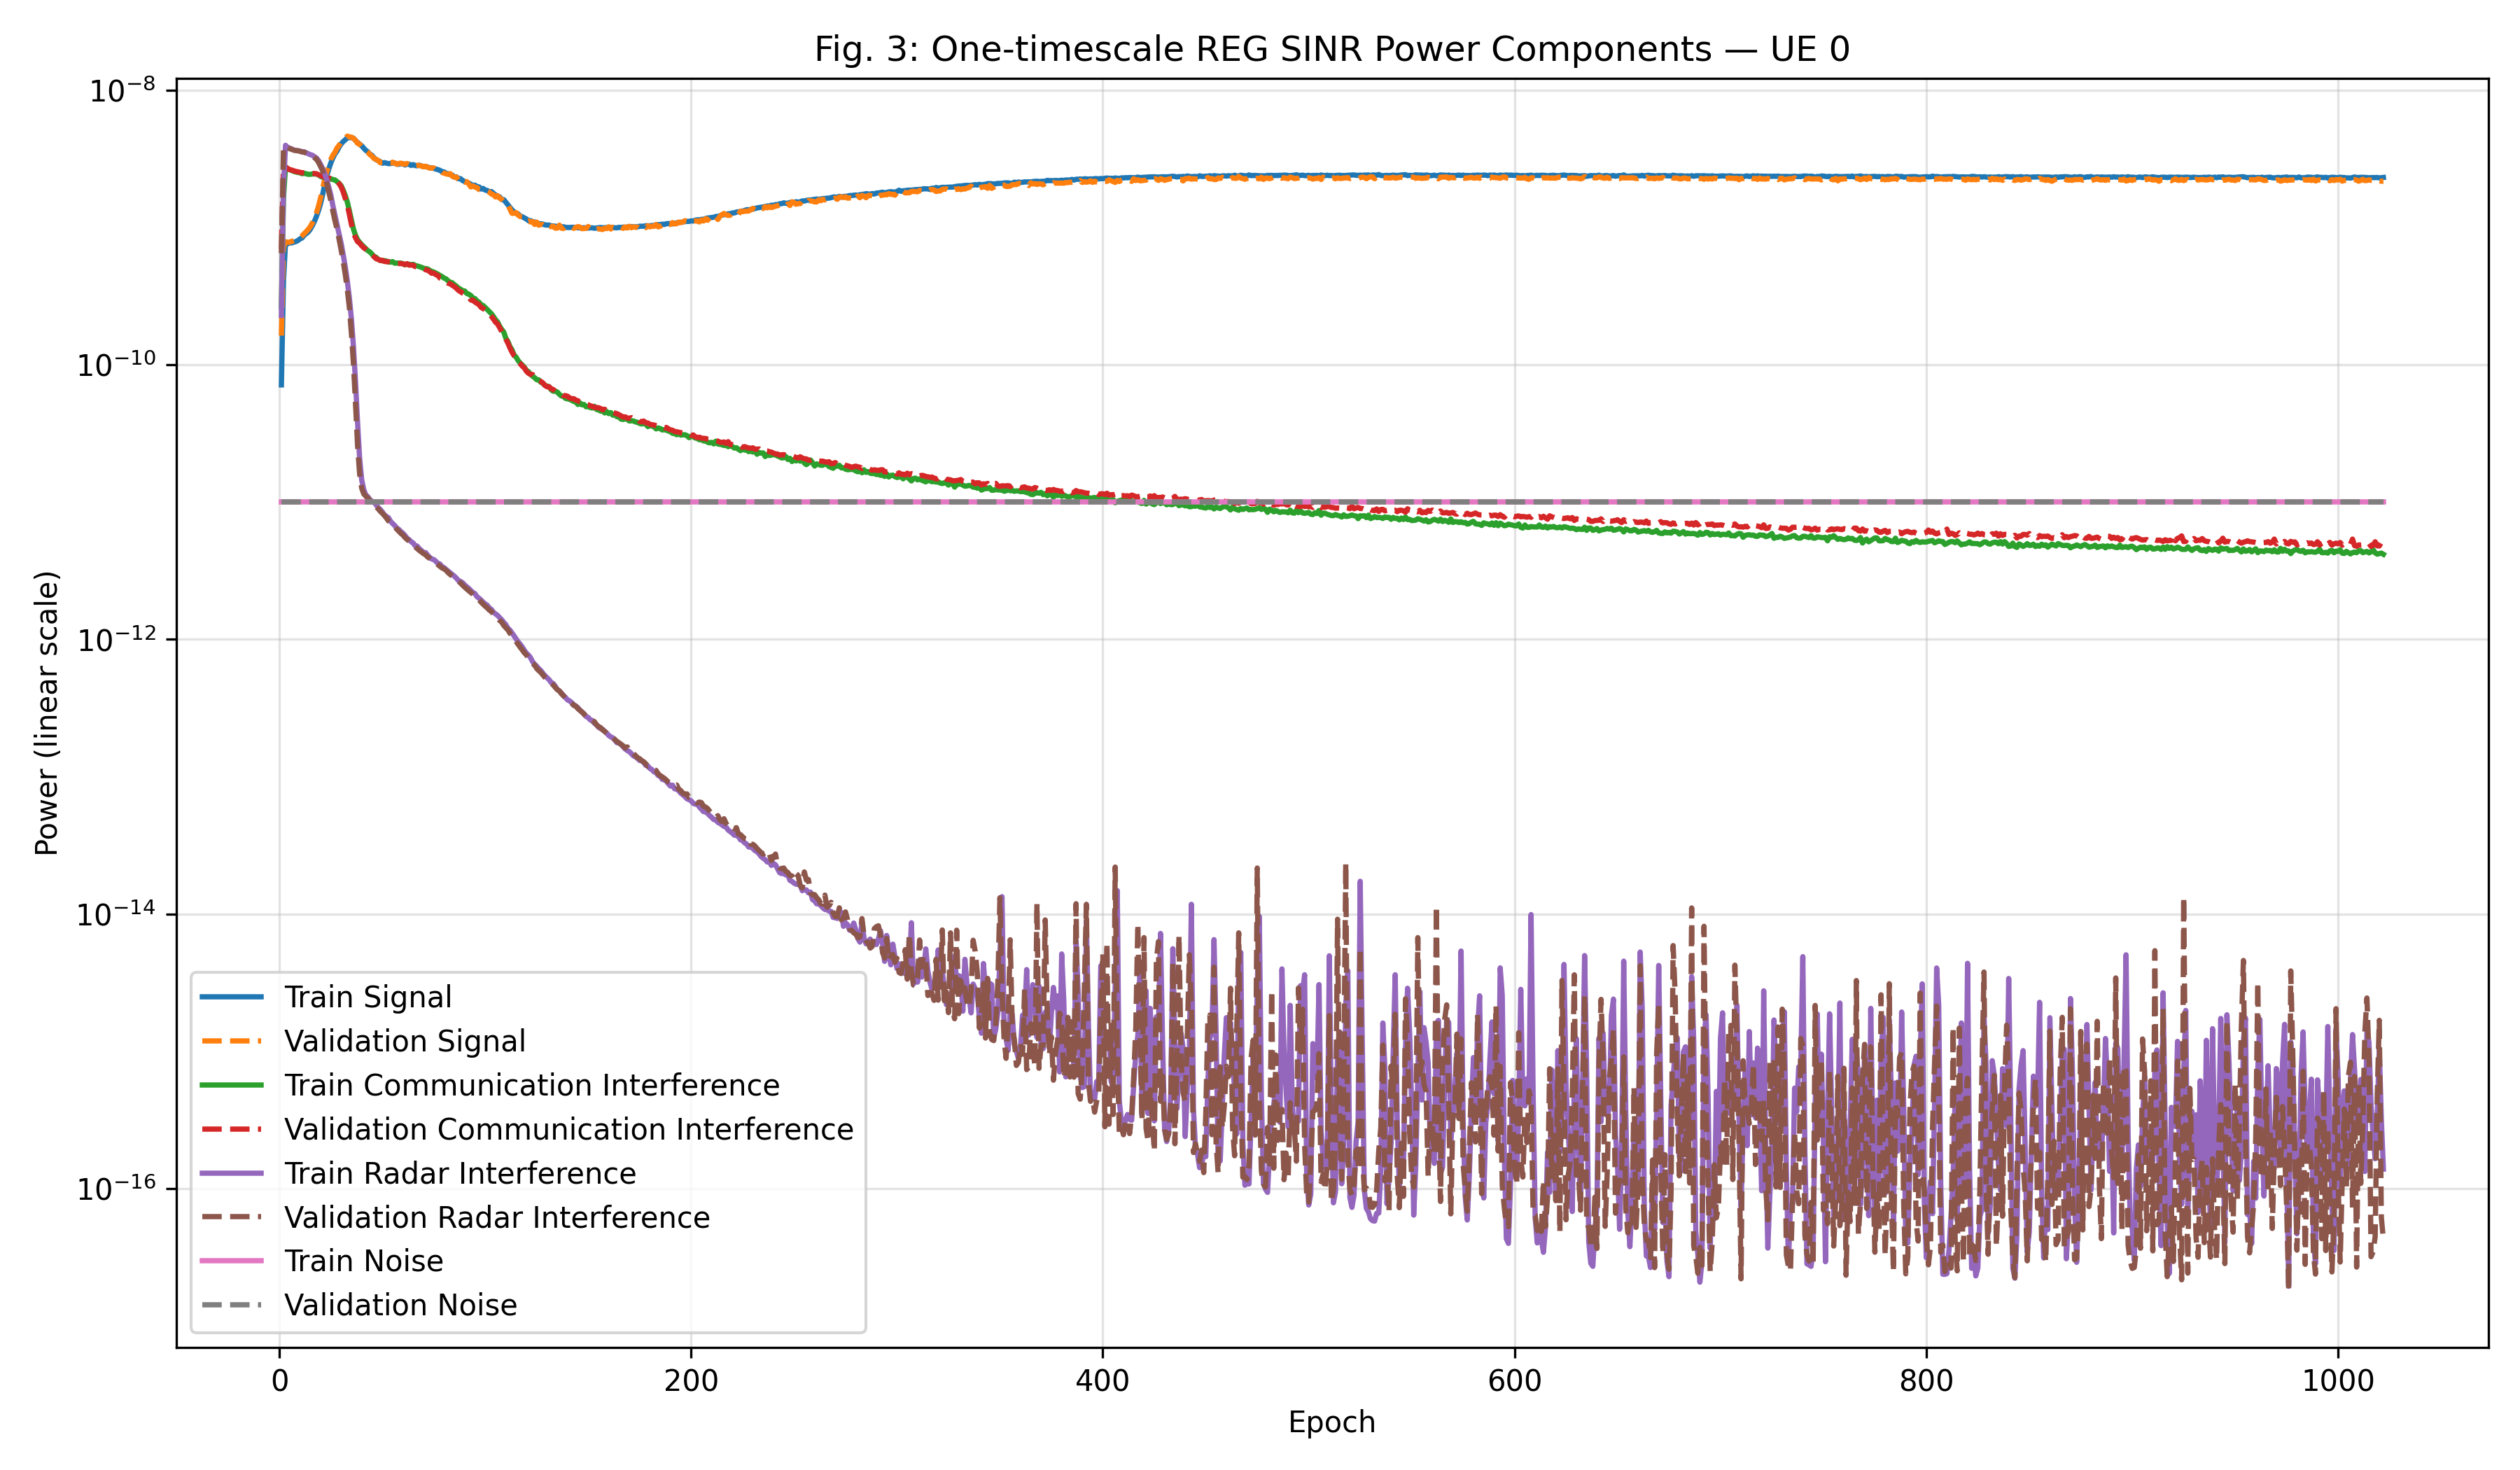 Fig. 3: One-timescale REG SINR Power Components — UE 0
Power (linear scale)
10⁻⁸
10⁻¹⁰
10⁻¹²
10⁻¹⁴
10⁻¹⁶
Train Signal
Validation Signal
Train Communication Interference
Validation Communication Interference
Train Radar Interference
Validation Radar Interference
Train Noise
Validation Noise
0 200 400 600 800 1000
Epoch